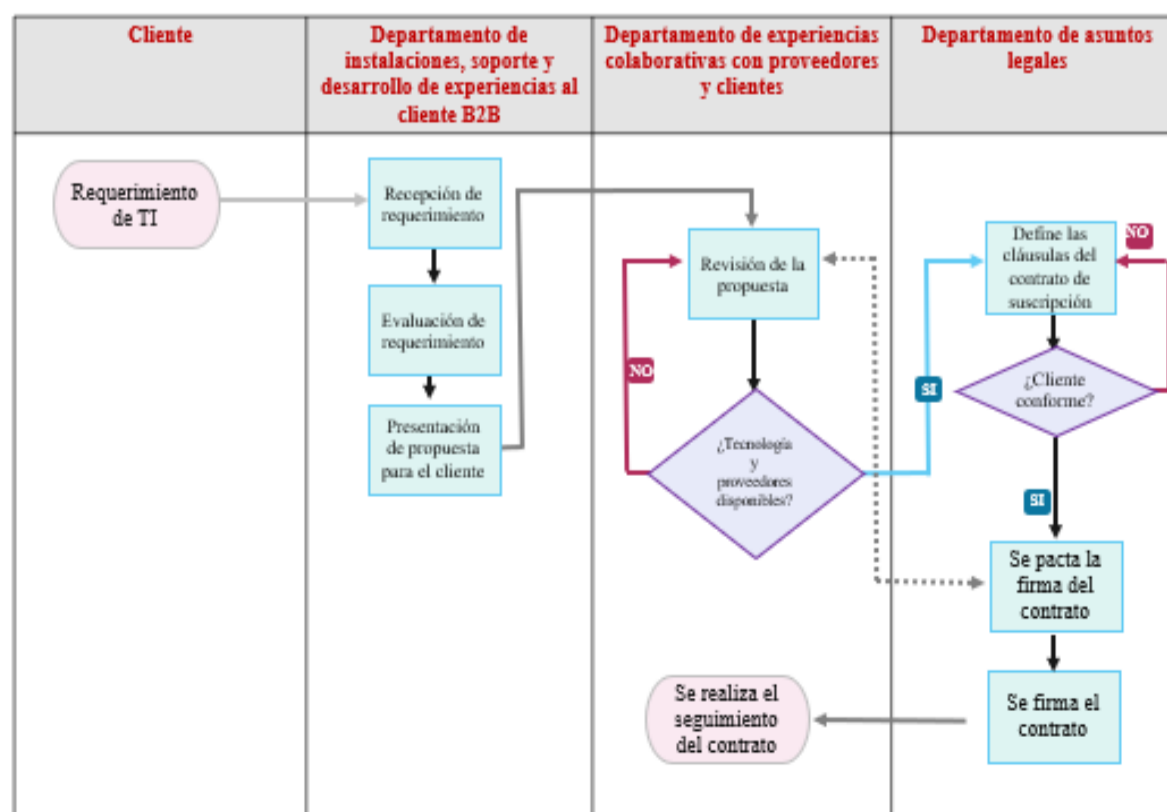 Cliente
Departamento de
instalaciones, soporte y
desarrollo de experiencias al
cliente B2B
Departamento de experiencias
colaborativas con proveedores
y clientes
Departamento de asuntos
legales
Requerimiento
de TI
Recepción de
requerimiento
Evaluación de
requerimiento
Presentación
de propuesta
para el cliente
Revisión de la
propuesta
NO
¿Tecnología
y
proveedores
disponibles?
SI
Define las
cláusulas del
contrato de
suscripción
NO
¿Cliente
conforme?
SI
Se pacta la
firma del
contrato
Se firma el
contrato
Se realiza el
seguimiento
del contrato